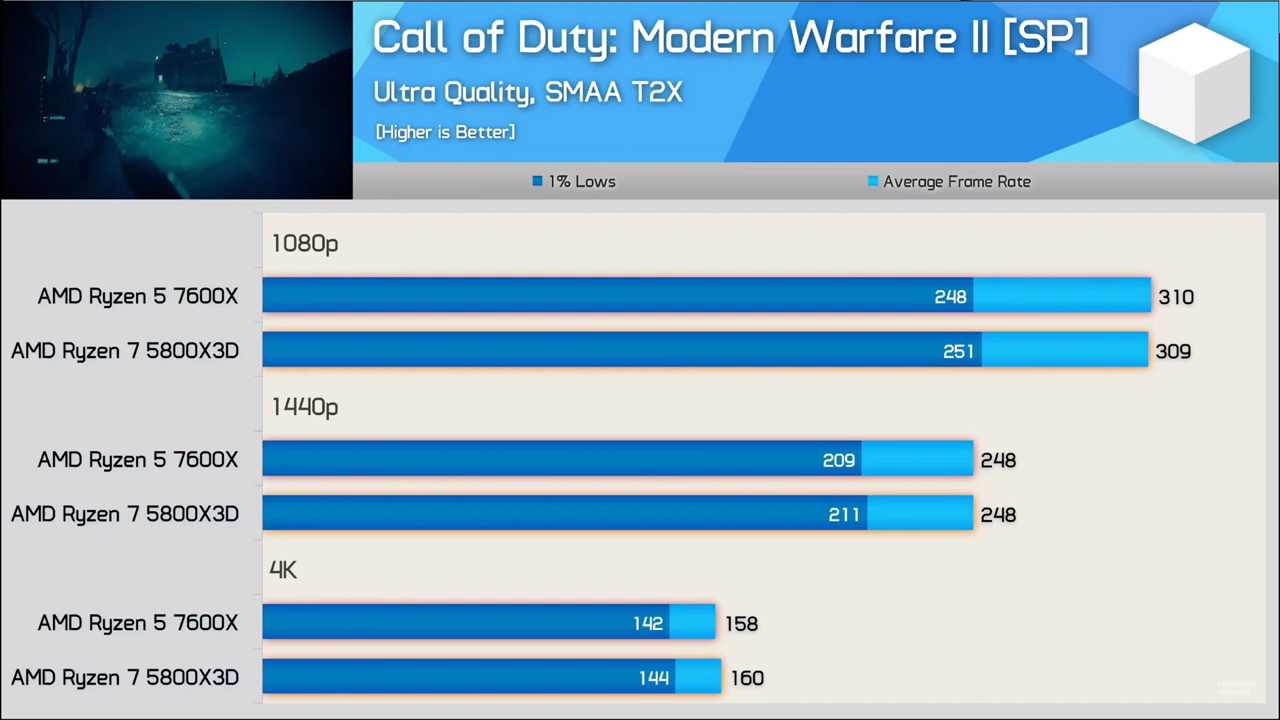 Call of Duty: Modern Warfare II [SP]
Ultra Quality, SMAA T2X
[Higher is Better]
1% Lows
Average Frame Rate
1080p
AMD Ryzen 5 7600X
248
310
AMD Ryzen 7 5800X3D
251
309
1440p
AMD Ryzen 5 7600X
209
248
AMD Ryzen 7 5800X3D
211
248
4K
AMD Ryzen 5 7600X
142
158
AMD Ryzen 7 5800X3D
144
160